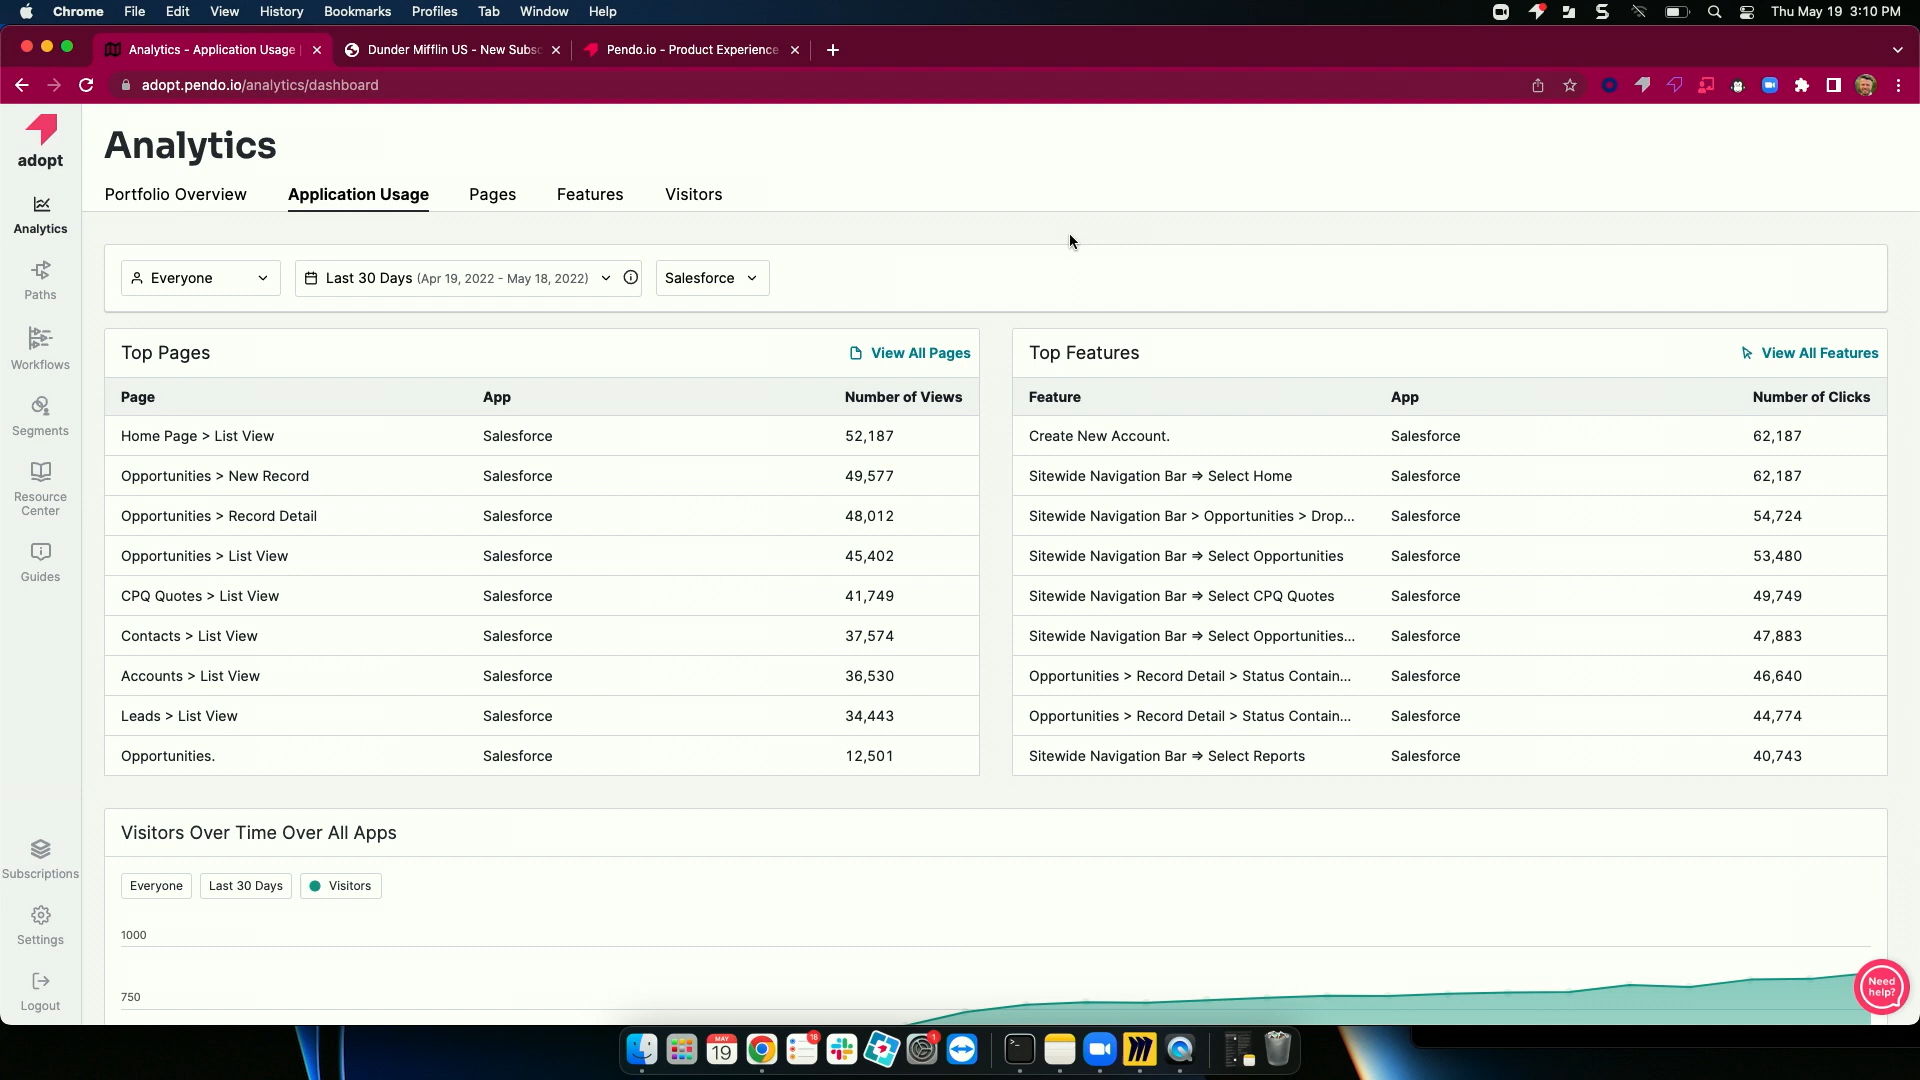 Chrome File Edit View History Bookmarks Profiles Tab Window Help Thu May 19 3:10 PM
Analytics - Application Usage | Dunder Mifflin US - New Subsc Pendo.io - Product Experience
adopt.pendo.io/analytics/dashboard
adopt
Analytics
Paths
Workflows
Segments
Resource
Center
Guides
Subscriptions
Settings
Logout
Analytics
Portfolio Overview Application Usage Pages Features Visitors
Everyone Last 30 Days (Apr 19, 2022 - May 18, 2022) Salesforce
Top Pages View All Pages
Page App Number of Views
Home Page > List View Salesforce 52,187
Opportunities > New Record Salesforce 49,577
Opportunities > Record Detail Salesforce 48,012
Opportunities > List View Salesforce 45,402
CPQ Quotes > List View Salesforce 41,749
Contacts > List View Salesforce 37,574
Accounts > List View Salesforce 36,530
Leads > List View Salesforce 34,443
Opportunities. Salesforce 12,501
Top Features View All Features
Feature App Number of Clicks
Create New Account. Salesforce 62,187
Sitewide Navigation Bar ⇒ Select Home Salesforce 62,187
Sitewide Navigation Bar > Opportunities > Drop... Salesforce 54,724
Sitewide Navigation Bar ⇒ Select Opportunities Salesforce 53,480
Sitewide Navigation Bar ⇒ Select CPQ Quotes Salesforce 49,749
Sitewide Navigation Bar ⇒ Select Opportunities... Salesforce 47,883
Opportunities > Record Detail > Status Contain... Salesforce 46,640
Opportunities > Record Detail > Status Contain... Salesforce 44,774
Sitewide Navigation Bar ⇒ Select Reports Salesforce 40,743
Visitors Over Time Over All Apps
Everyone Last 30 Days Visitors
1000
750
Need
help?
MAY
19
18
1